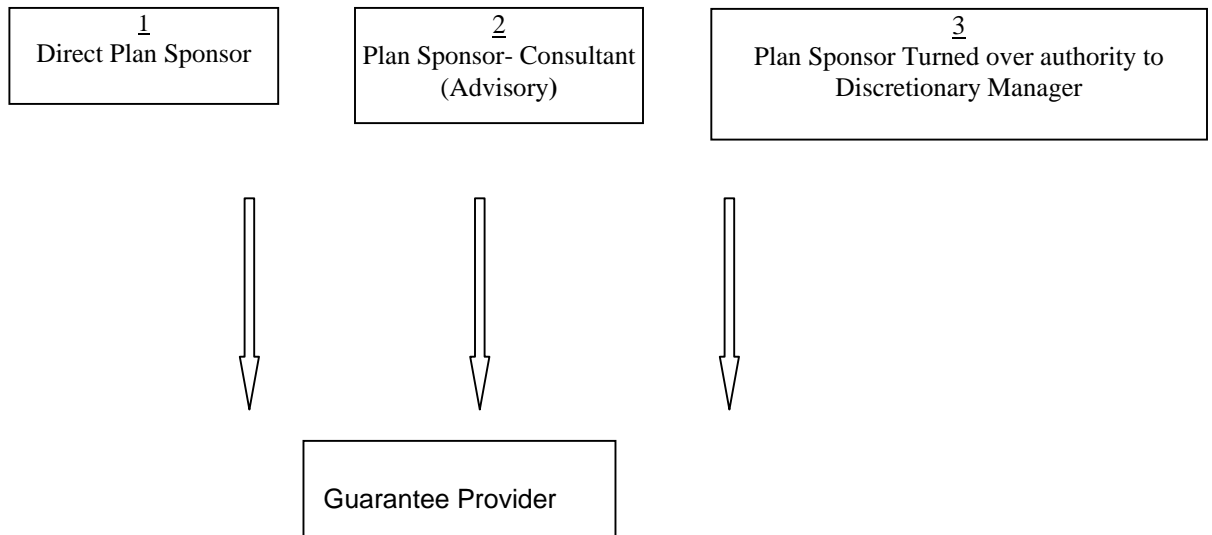 1
Direct Plan Sponsor
2
Plan Sponsor- Consultant
(Advisory)
3
Plan Sponsor Turned over authority to
Discretionary Manager
Guarantee Provider